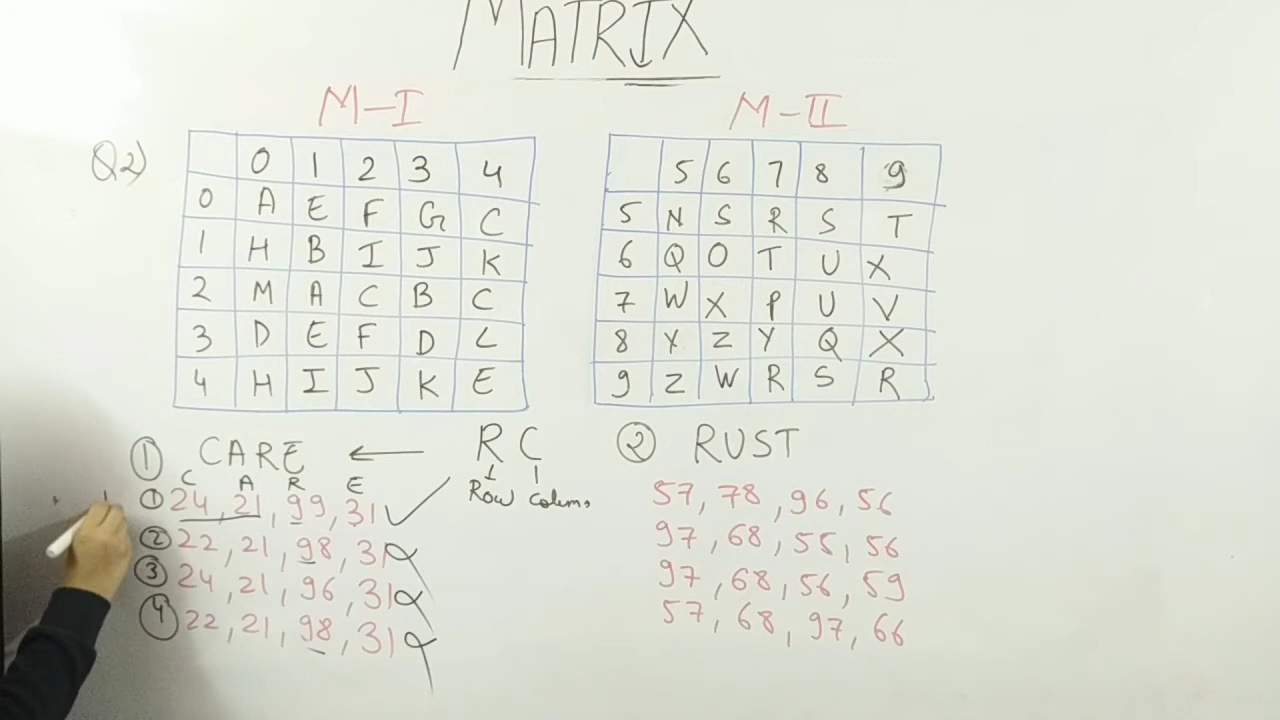 MATRIX
M-I
M-II
Q2)
0 1 2 3 4
0 A E F G C
1 H B I J K
2 M A C B C
3 D E F D L
4 H I J K E
5 6 7 8 9
5 N S R S T
6 Q O T U X
7 W X P U V
8 Y Z Y Q X
9 Z W R S R
① CARE ← RC
Row Colum,
C A R E
① 24, 21, 99, 31 ✓
② 22, 21, 98, 31
③ 24, 21, 96, 31
④ 22, 21, 98, 31
② RUST
57, 78, 96, 56
97, 68, 55, 56
97, 68, 56, 59
57, 68, 97, 66